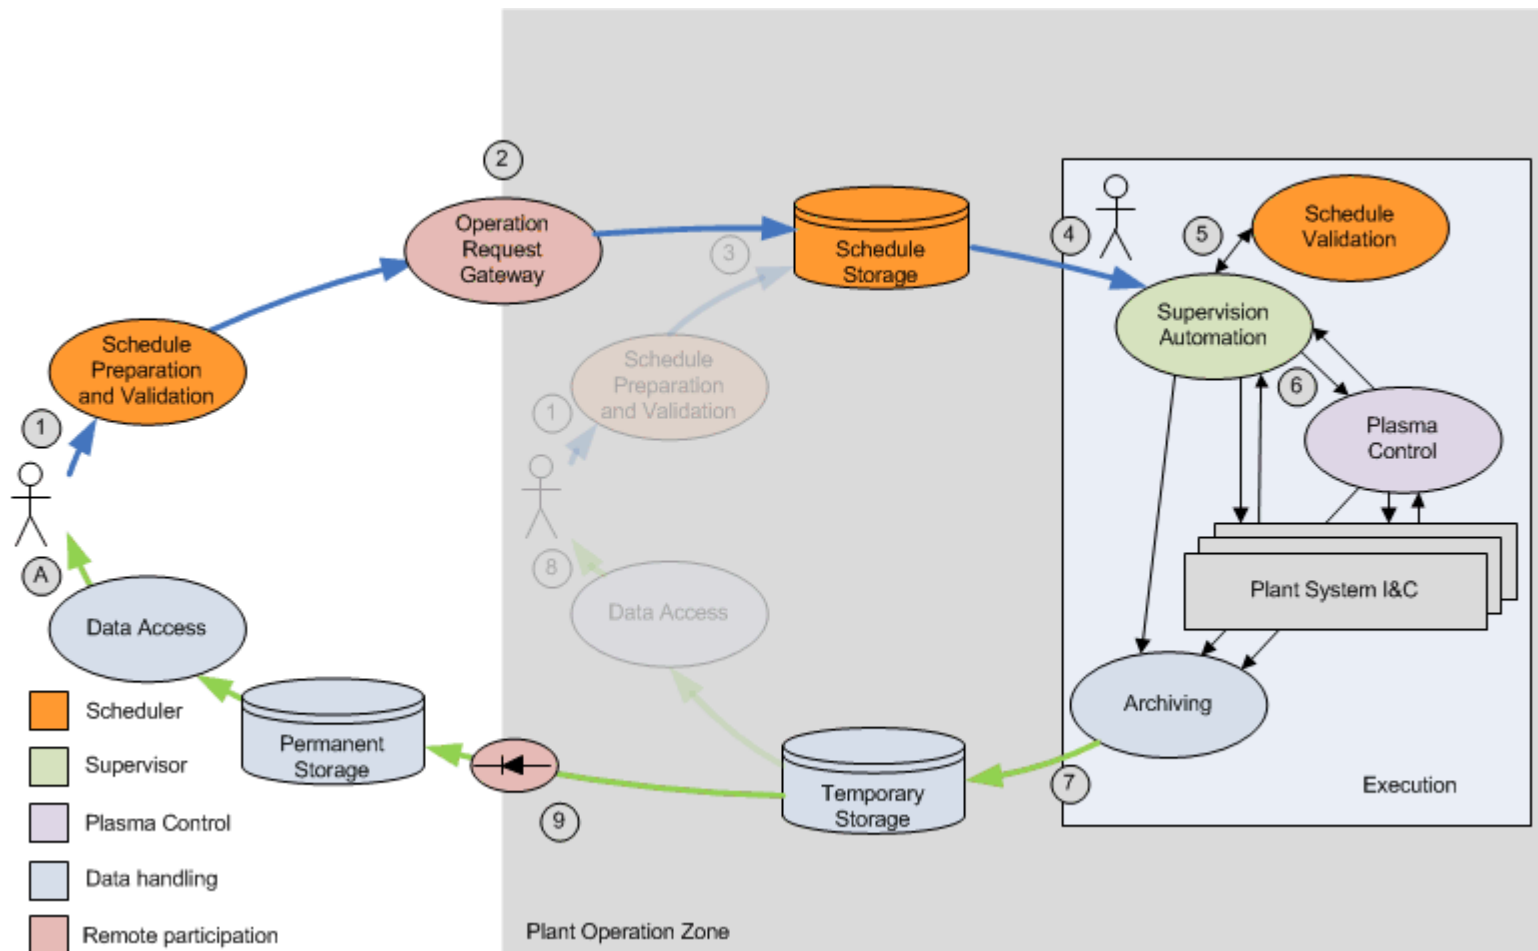 2
Operation
Request
Gateway
3
Schedule
Storage
4
5
Schedule
Validation
Supervision
Automation
6
Schedule
Preparation
and Validation
1
Schedule
Preparation
and Validation
1
Plasma
Control
A
8
Data Access
Data Access
Plant System I&C
Archiving
Permanent
Storage
9
Temporary
Storage
7
Execution
Scheduler
Supervisor
Plasma Control
Data handling
Remote participation
Plant Operation Zone